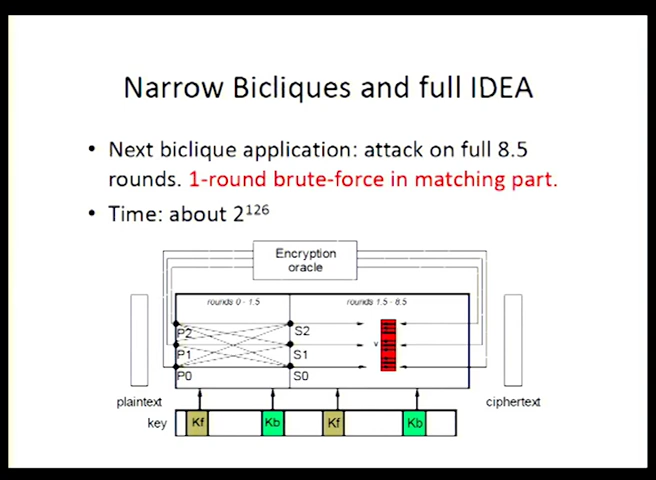 Narrow Bicliques and full IDEA
• Next biclique application: attack on full 8.5
rounds. 1-round brute-force in matching part.
• Time: about 2¹²⁶
Encryption
oracle
rounds 0 - 1.5
rounds 1.5 - 8.5
P2
S2
v
P1
S1
P0
S0
plaintext
ciphertext
key
Kf
Kb
Kf
Kb